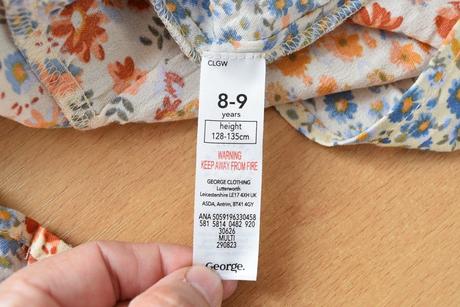 George
CLGW
8-9
years
height
128-135cm
WARNING
KEEP AWAY FROM FIRE
GEORGE CLOTHING
Lutterworth
Leicestershire LE17 4XH UK
ASDA, Antrim, BT41 4GY
ANA 5059196330458
581 5814 0482 920
30626
MULTI
290823
George.